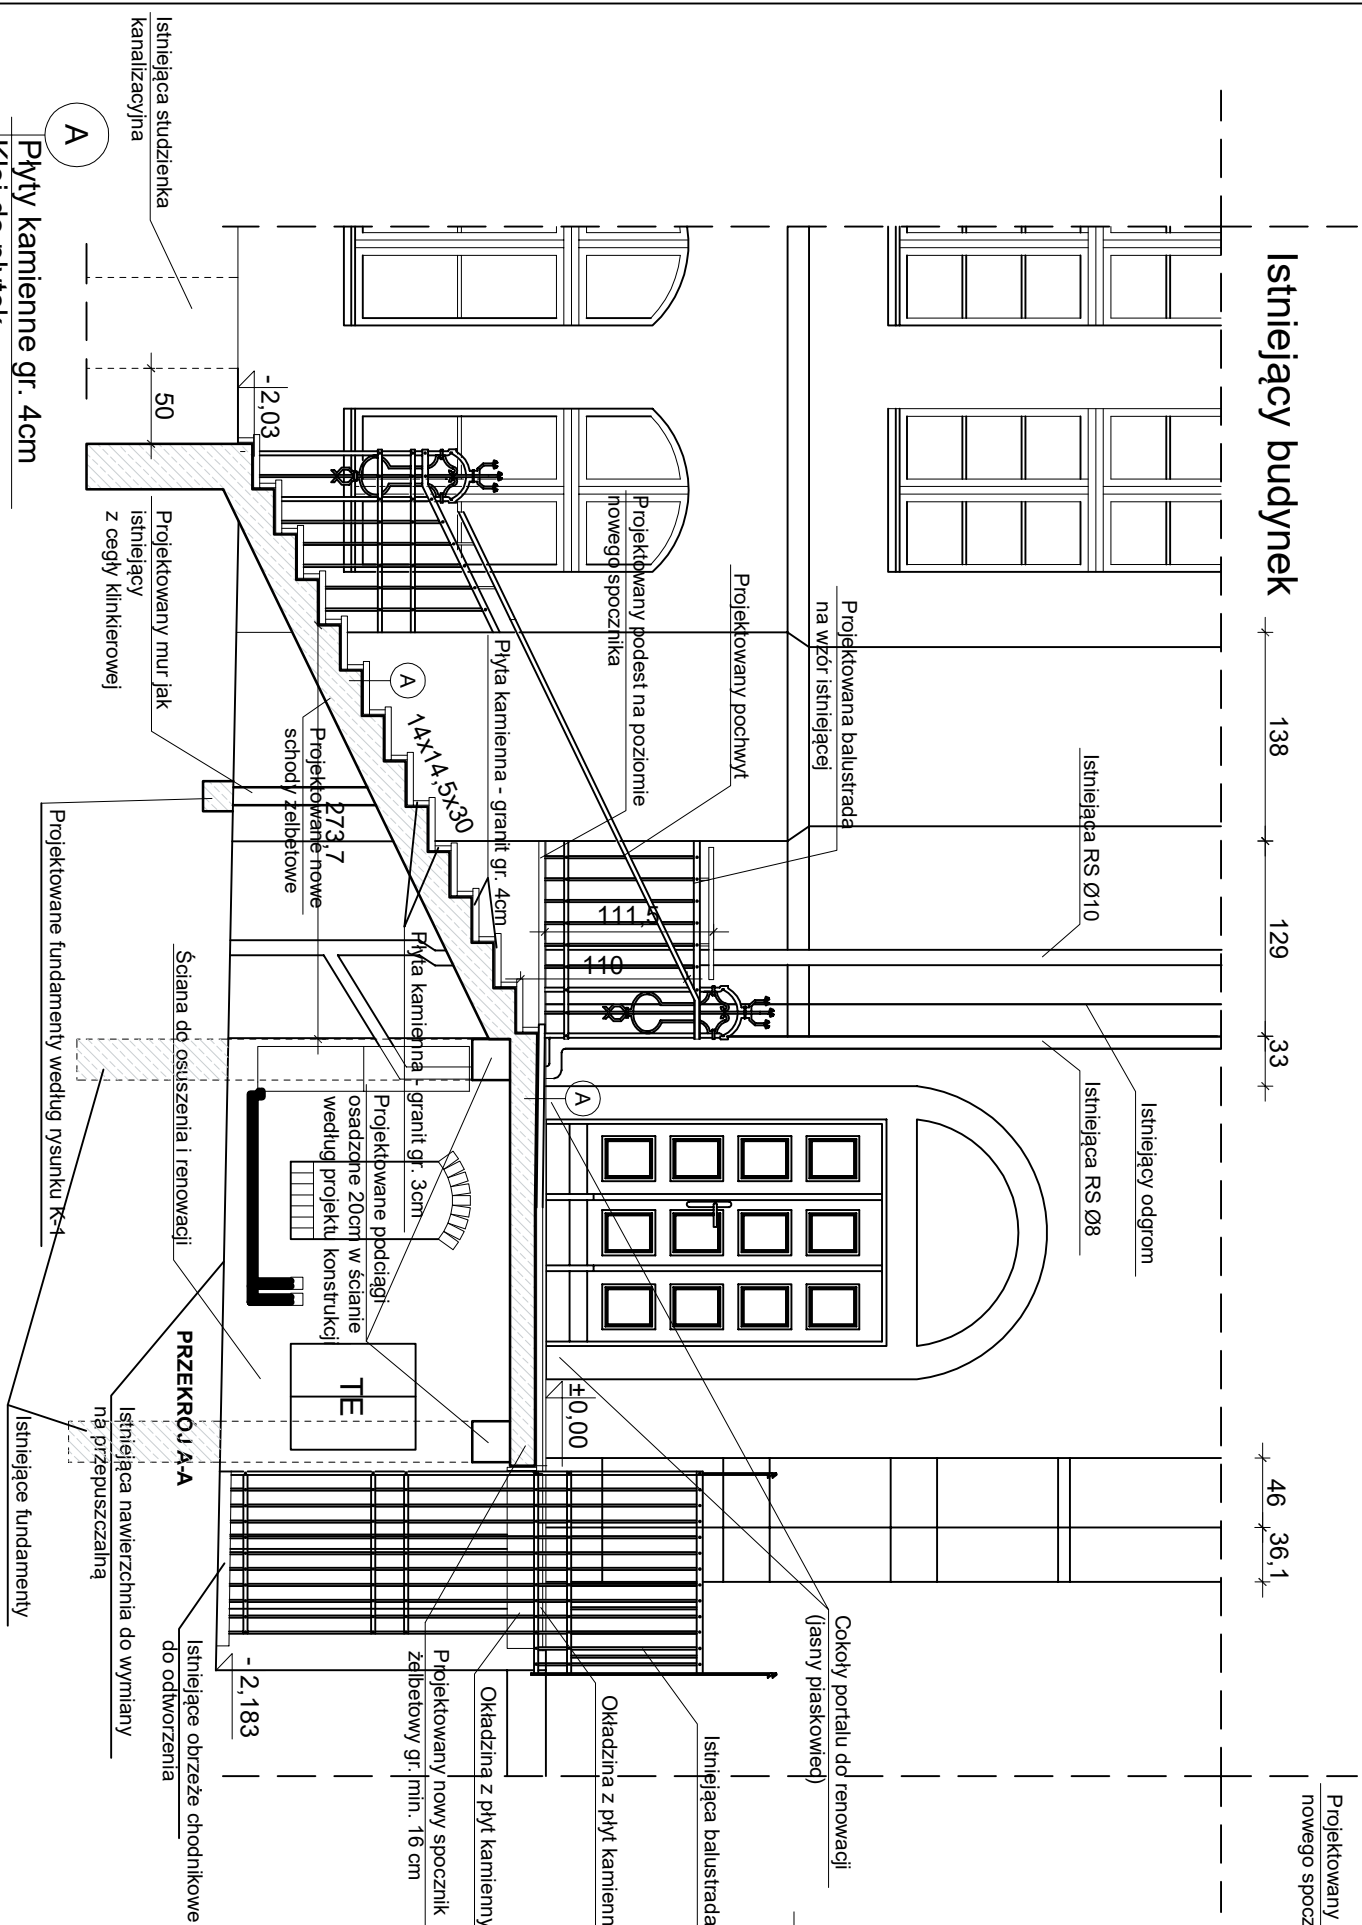 Istniejący budynek
138
129
33
46
36,1
Projektowany
nowego spocz
Istniejąca RS Ø10
Istniejący odgrom
Istniejąca RS Ø8
Projektowana balustrada
na wzór istniejącej
Projektowany pochwyt
Projektowany podest na poziomie
nowego spocznika
Płyta kamienna - granit gr. 4cm
14x14,5x30
111,5
110
Cokoły portalu do renowacji
(jasny piaskowiec)
Istniejąca balustrada
Okładzina z płyt kamienn
Okładzina z płyt kamienny
Projektowany nowy spocznik
żelbetowy gr. min. 16 cm
±0,00
A
A
Płyta kamienna - granit gr. 3cm
Projektowane podciągi
osadzone 20cm w ścianie
według projektu konstrukcji
TE
273,7
Projektowane nowe
schody żelbetowe
-2,03
-2,183
50
Istniejąca studzienka
kanalizacyjna
Projektowany mur jak
istniejący
z cegły klinkierowej
Ściana do osuszenia i renowacji
PRZEKRÓJ A-A
Istniejące obrzeże chodnikowe
do odtworzenia
Istniejąca nawierzchnia do wymiany
na przepuszczalną
Projektowane fundamenty według rysunku K-1
Istniejące fundamenty
A
Płyty kamienne gr. 4cm
Klej do płytek